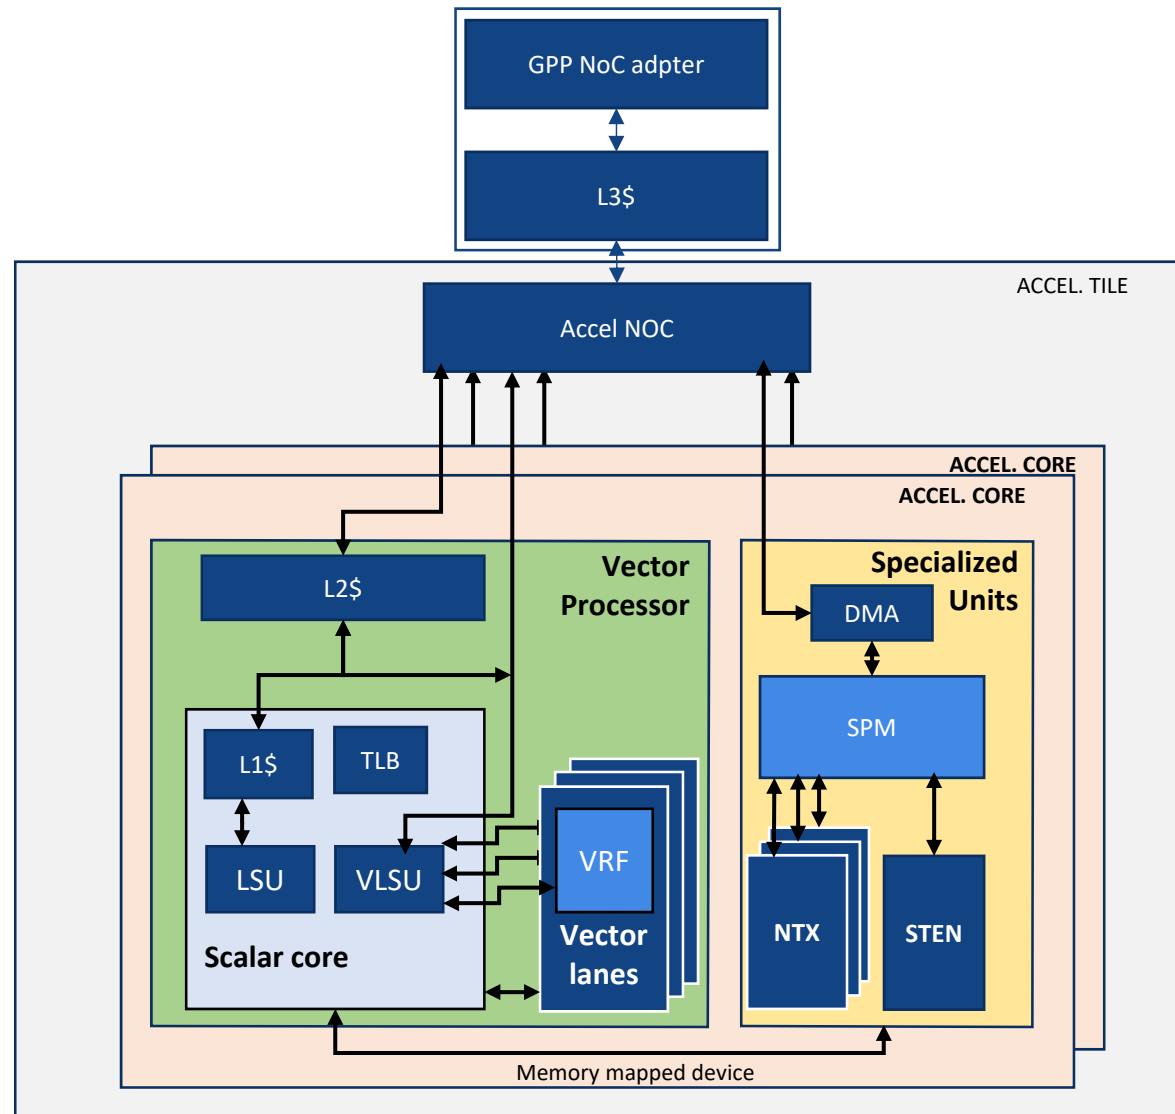 GPP NoC adpter
L3$
ACCEL. TILE
Accel NOC
ACCEL. CORE
ACCEL. CORE
Vector
Processor
L2$
Specialized
Units
DMA
SPM
L1$
TLB
LSU
VLSU
VRF
Scalar core
Vector
lanes
NTX
STEN
Memory mapped device